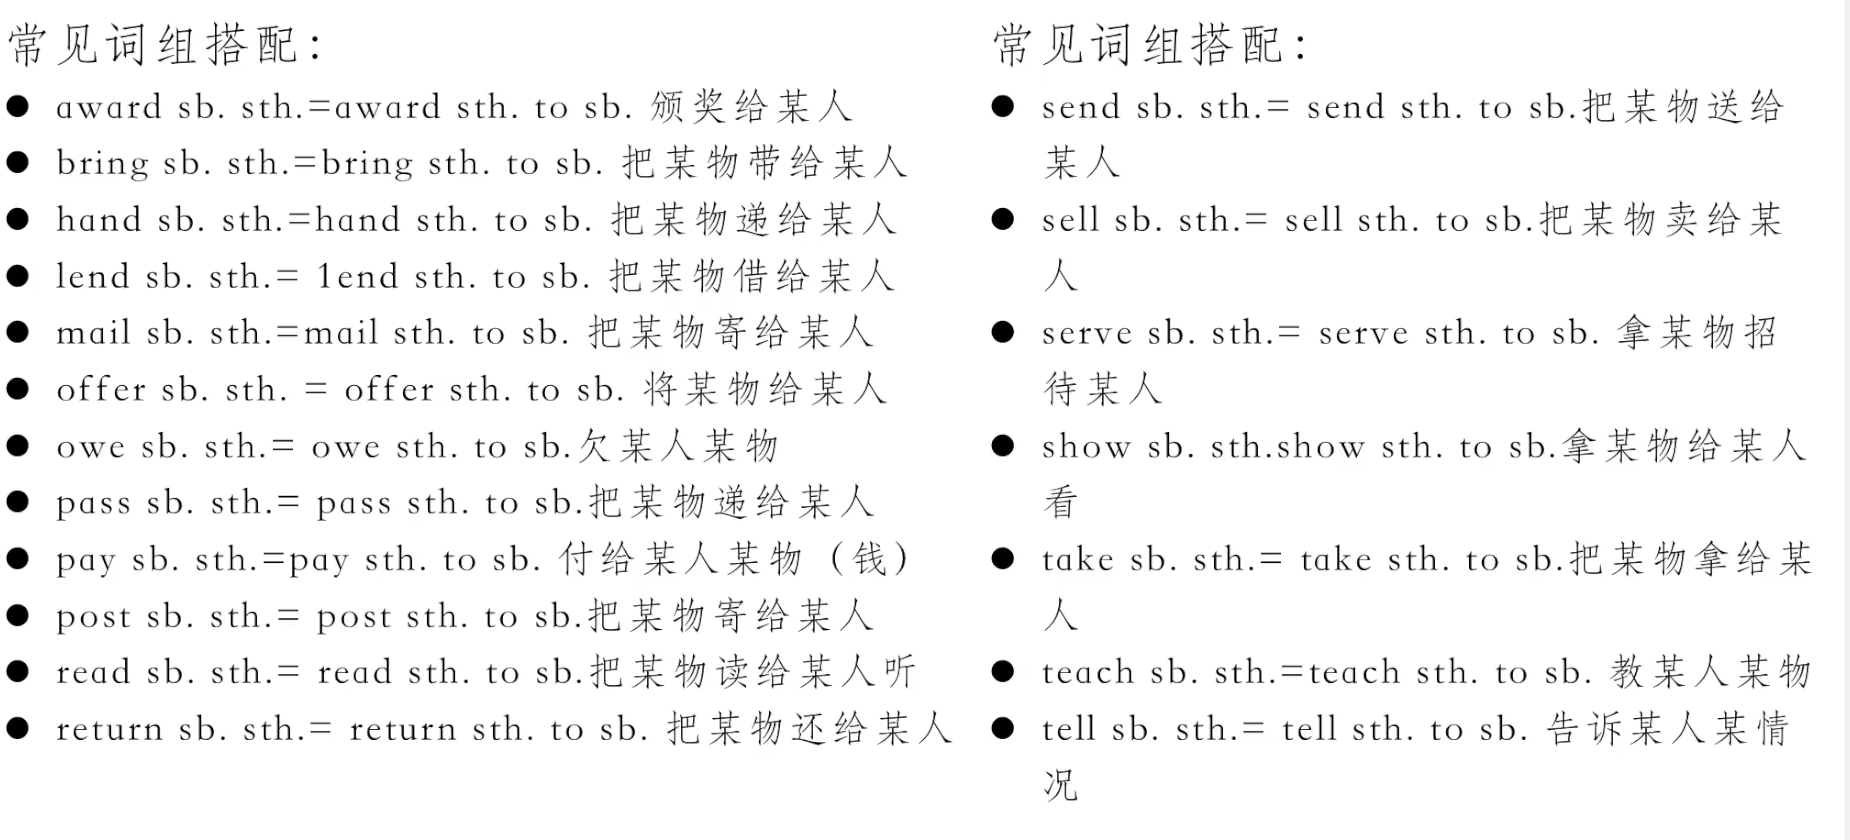 常见词组搭配：
● award sb. sth.=award sth. to sb. 颁奖给某人
● bring sb. sth.=bring sth. to sb. 把某物带给某人
● hand sb. sth.=hand sth. to sb. 把某物递给某人
● lend sb. sth.= 1end sth. to sb. 把某物借给某人
● mail sb. sth.=mail sth. to sb. 把某物寄给某人
● offer sb. sth. = offer sth. to sb. 将某物给某人
● owe sb. sth.= owe sth. to sb.欠某人某物
● pass sb. sth.= pass sth. to sb.把某物递给某人
● pay sb. sth.=pay sth. to sb. 付给某人某物（钱）
● post sb. sth.= post sth. to sb.把某物寄给某人
● read sb. sth.= read sth. to sb.把某物读给某人听
● return sb. sth.= return sth. to sb. 把某物还给某人
常见词组搭配：
● send sb. sth.= send sth. to sb.把某物送给
某人
● sell sb. sth.= sell sth. to sb.把某物卖给某
人
● serve sb. sth.= serve sth. to sb. 拿某物招
待某人
● show sb. sth.show sth. to sb.拿某物给某人
看
● take sb. sth.= take sth. to sb.把某物拿给某
人
● teach sb. sth.=teach sth. to sb. 教某人某物
● tell sb. sth.= tell sth. to sb. 告诉某人某情
况